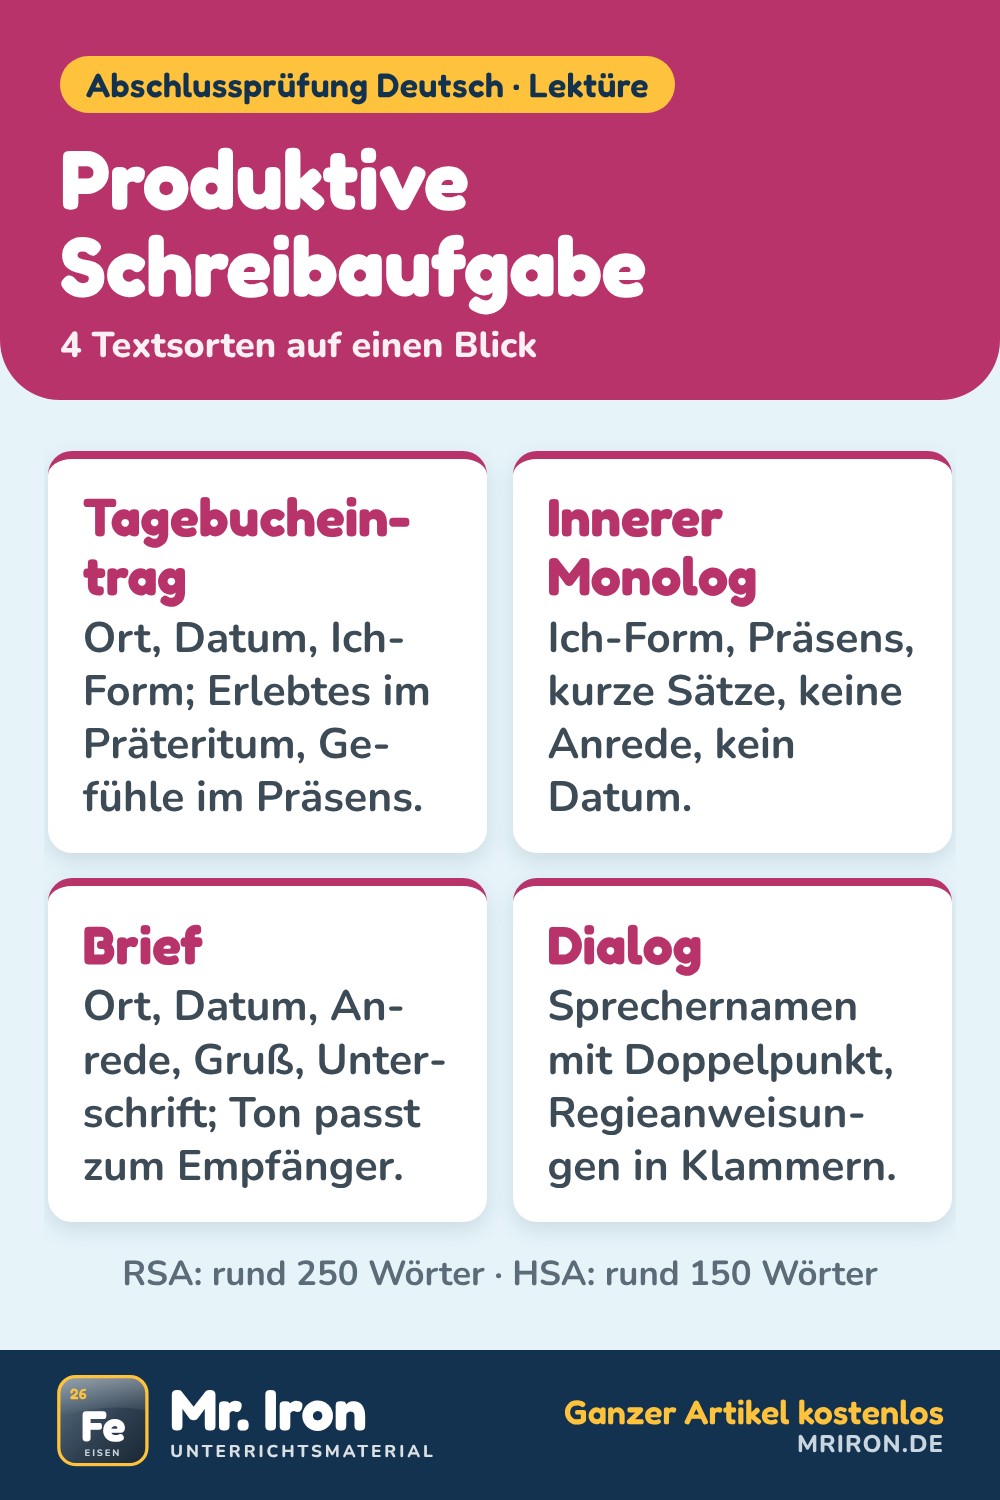 Abschlussprüfung Deutsch · Lektüre
Produktive
Schreibaufgabe
4 Textsorten auf einen Blick
Tagebuchein-
trag
Ort, Datum, Ich-
Form; Erlebtes im
Präteritum, Ge-
fühle im Präsens.
Innerer
Monolog
Ich-Form, Präsens,
kurze Sätze, keine
Anrede, kein
Datum.
Brief
Ort, Datum, An-
rede, Gruß, Unter-
schrift; Ton passt
zum Empfänger.
Dialog
Sprechernamen
mit Doppelpunkt,
Regieanweisun-
gen in Klammern.
RSA: rund 250 Wörter · HSA: rund 150 Wörter
26
Fe
EISEN
Mr. Iron
UNTERRICHTSMATERIAL
Ganzer Artikel kostenlos
MRIRON.DE